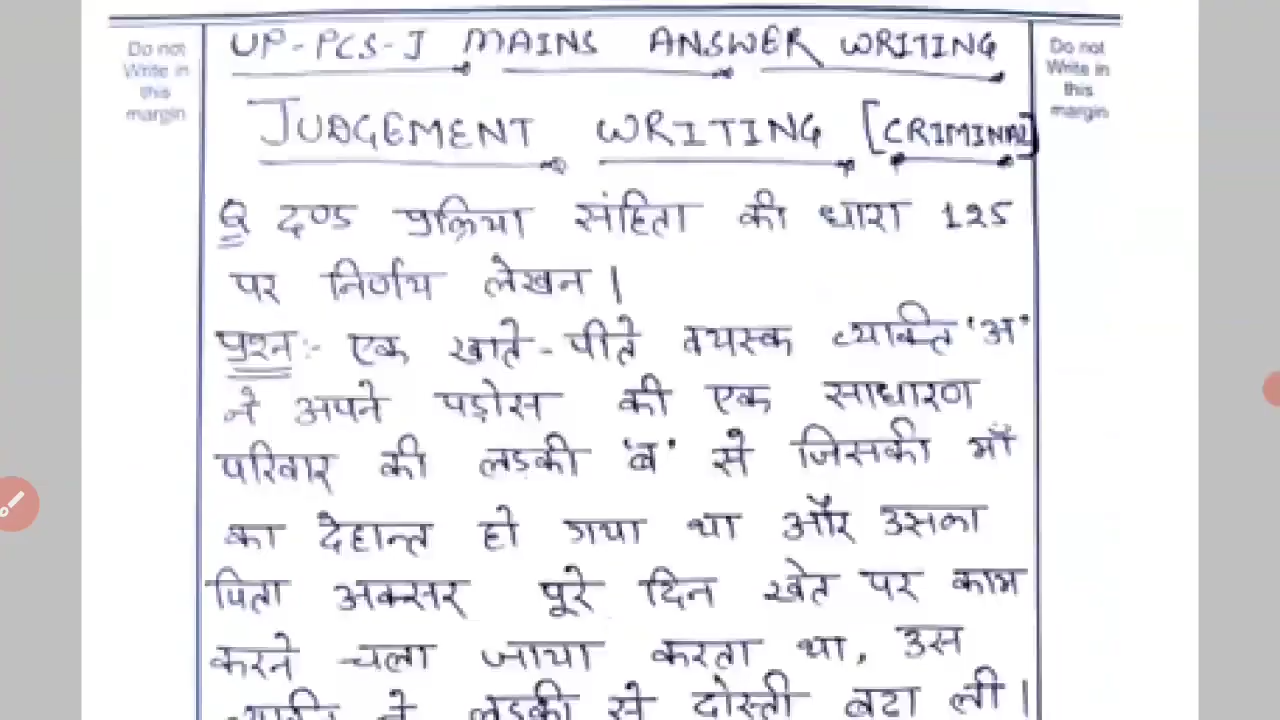 Do not
Write in
this
margin
UP-PCS-J MAINS ANSWER WRITING
JUDGEMENT WRITING [CRIMINAL]
Q दण्ड प्रक्रिया संहिता की धारा 125
पर निर्णय लेखन।
प्रश्न:- एक खाते-पीते वयस्क व्यक्ति 'अ'
ने अपने पड़ोस की एक साधारण
परिवार की लड़की 'ब' से जिसकी माँ
का देहान्त हो गया था और उसका
पिता अक्सर पूरे दिन खेत पर काम
करने चला जाया करता था, उस
व्यक्ति ने लड़की से दोस्ती बढा ली।
Do not
Write in
this
margin